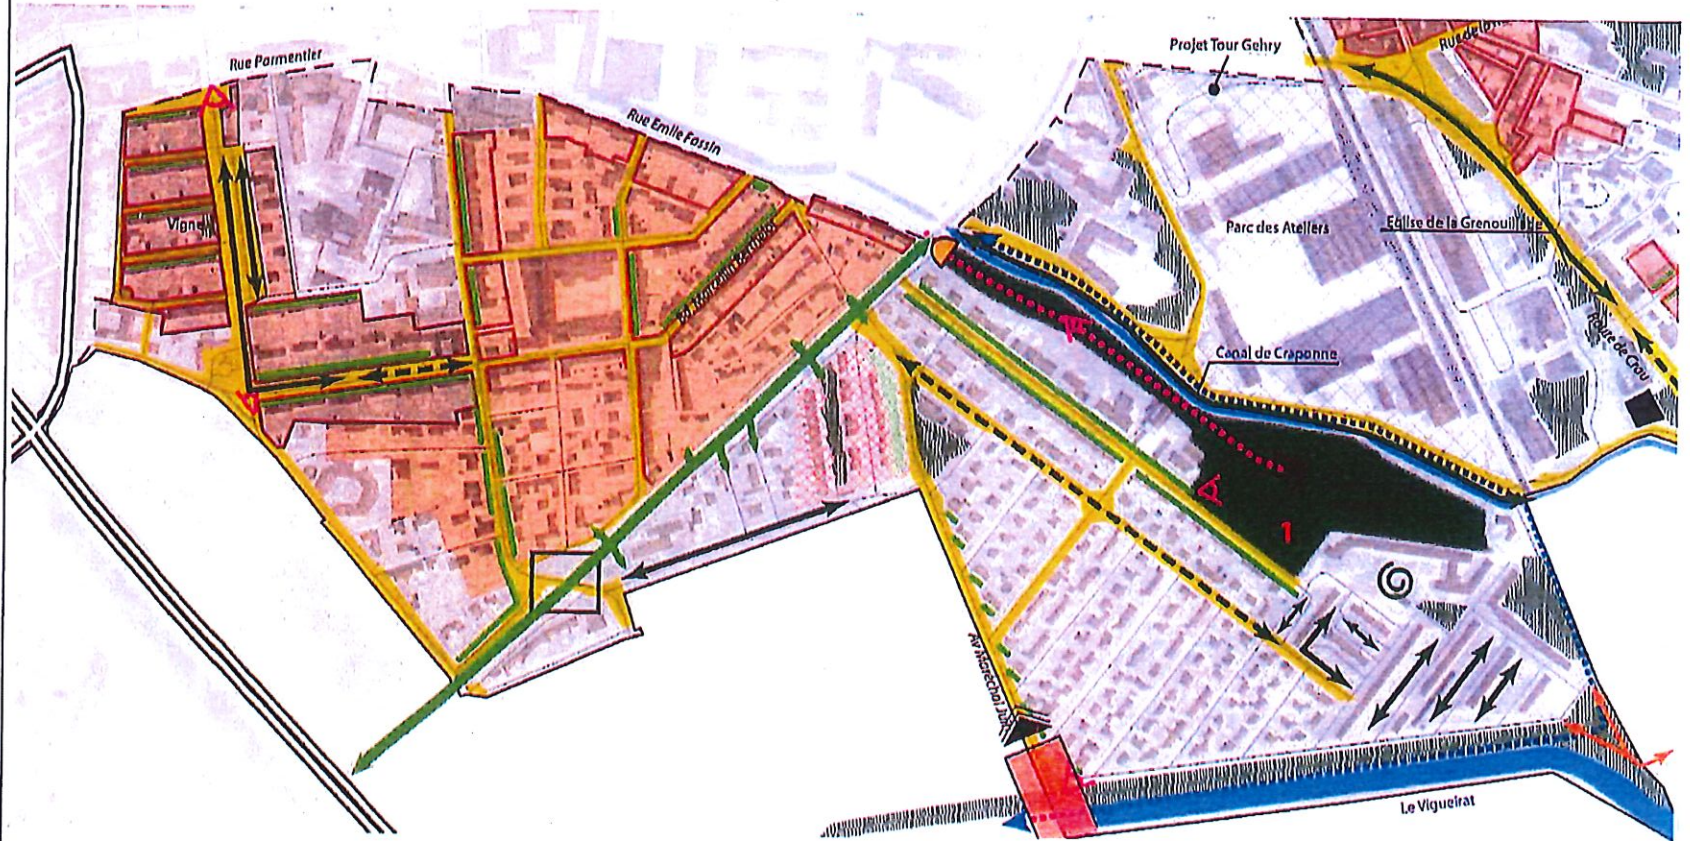 Rue Parmentier
Projet Tour Gehry
Rue Emile Fassin
Parc des Ateliers
Eglise de la Grenouillade
Route de Crau
Canal de Craponne
1
Av Maréchal Juin
Le Vigueirat